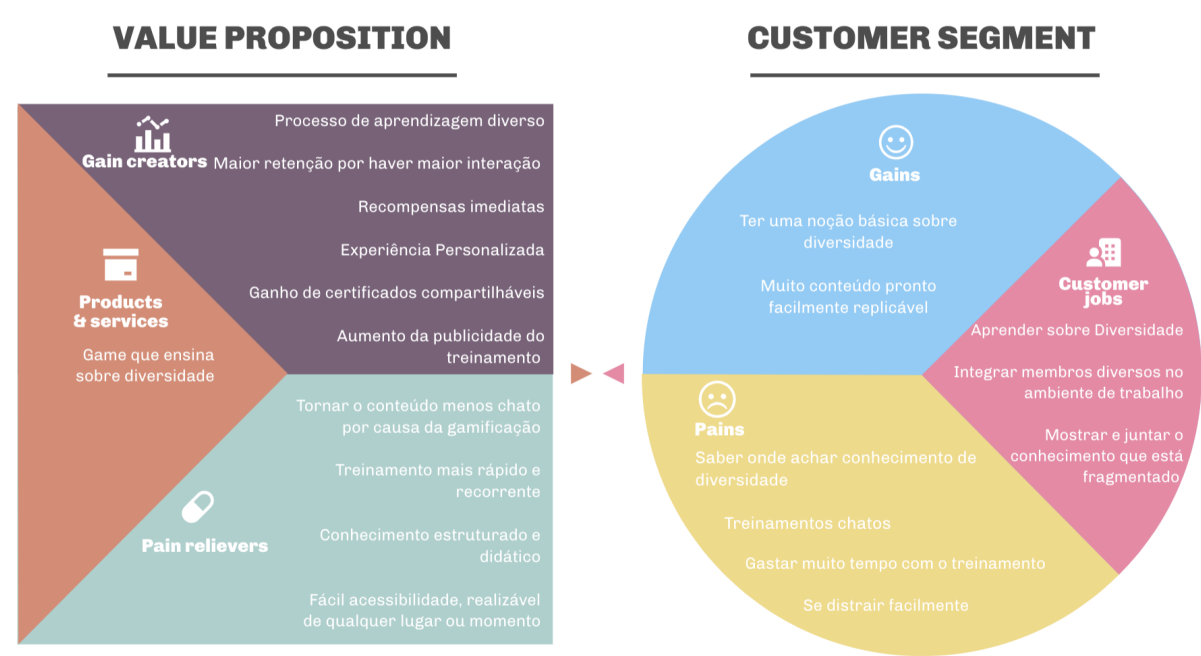 VALUE PROPOSITION
Gain creators
Processo de aprendizagem diverso
Maior retenção por haver maior interação
Recompensas imediatas
Experiência Personalizada
Ganho de certificados compartilháveis
Aumento da publicidade do
treinamento
Products
& services
Game que ensina
sobre diversidade
Tornar o conteúdo menos chato
por causa da gamificação
Treinamento mais rápido e
recorrente
Pain relievers
Conhecimento estruturado e
didático
Fácil acessibilidade, realizável
de qualquer lugar ou momento
CUSTOMER SEGMENT
Gains
Ter uma noção básica sobre
diversidade
Muito conteúdo pronto
facilmente replicável
Customer
jobs
Aprender sobre Diversidade
Integrar membros diversos no
ambiente de trabalho
Mostrar e juntar o
conhecimento que está
fragmentado
Pains
Saber onde achar conhecimento de
diversidade
Treinamentos chatos
Gastar muito tempo com o treinamento
Se distrair facilmente